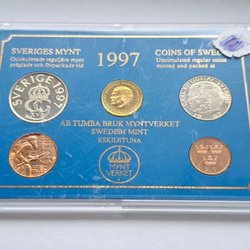 SVERIGES MYNT
Ocirkulerade reguljära mynt
präglade och förpackade vid
1997
COINS OF SWEDEN
Uncirculated regular coins
minted and packed at
SVERIGE 1997
AB TUMBA BRUK MYNTVERKET
SWEDISH MINT
ESKILSTUNA
MYNT
VERKET